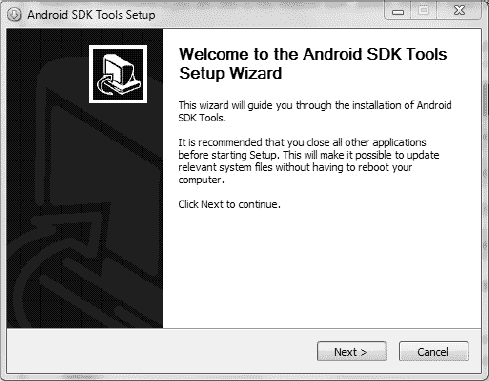 Android SDK Tools Setup
Welcome to the Android SDK Tools
Setup Wizard
This wizard will guide you through the installation of Android
SDK Tools.
It is recommended that you close all other applications
before starting Setup. This will make it possible to update
relevant system files without having to reboot your
computer.
Click Next to continue.
Next >
Cancel